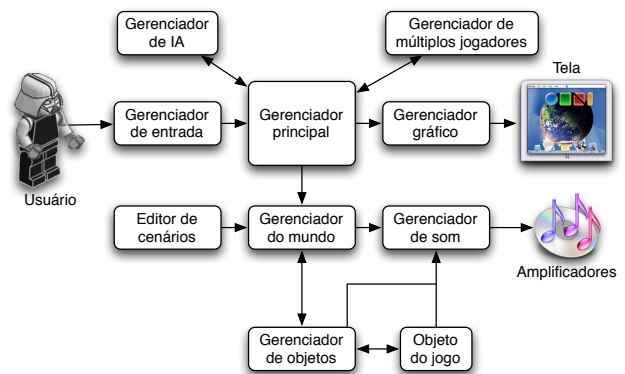 Gerenciador
de IA
Gerenciador de
múltiplos jogadores
Tela
Gerenciador
de entrada
Gerenciador
principal
Gerenciador
gráfico
Usuário
Editor de
cenários
Gerenciador
do mundo
Gerenciador
de som
Amplificadores
Gerenciador
de objetos
Objeto
do jogo